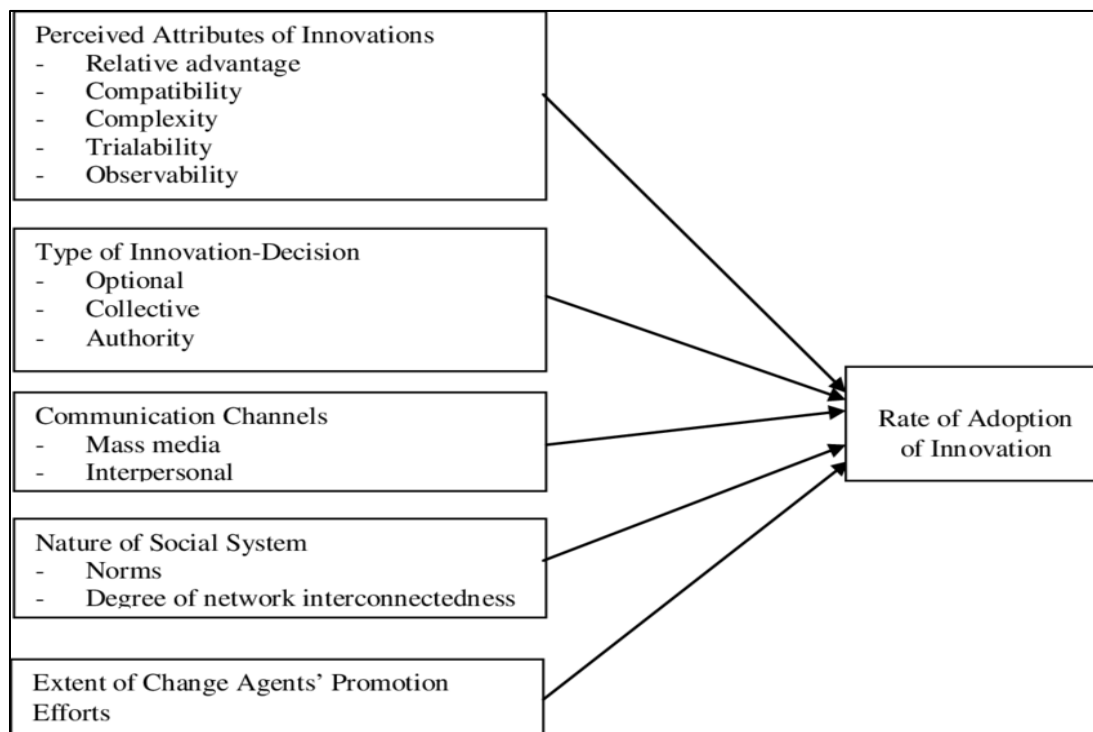 Perceived Attributes of Innovations
- Relative advantage
- Compatibility
- Complexity
- Trialability
- Observability
Type of Innovation-Decision
- Optional
- Collective
- Authority
Communication Channels
- Mass media
- Interpersonal
Nature of Social System
- Norms
- Degree of network interconnectedness
Extent of Change Agents’ Promotion
Efforts
Rate of Adoption
of Innovation